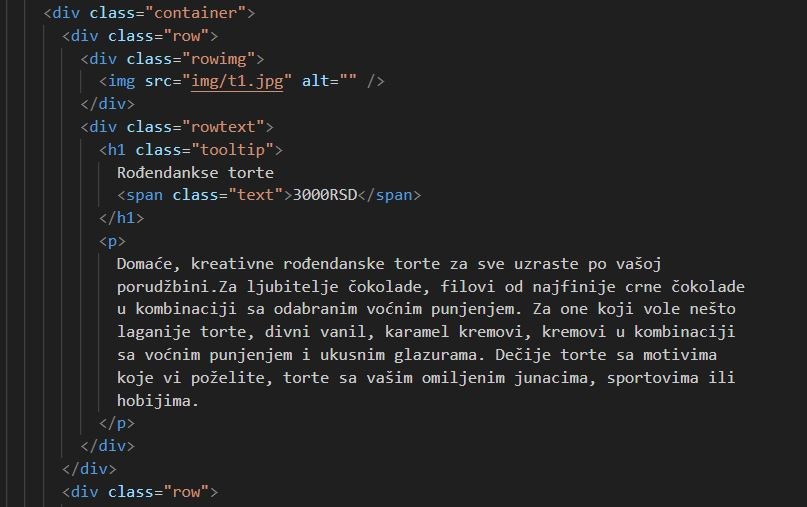 <div class="container">
<div class="row">
<div class="rowimg">
<img src="img/t1.jpg" alt="" />
</div>
<div class="rowtext">
<h1 class="tooltip">
Rođendankse torte
<span class="text">3000RSD</span>
</h1>
<p>
Domaće, kreativne rođendanske torte za sve uzraste po vašoj
porudžbini.Za ljubitelje čokolade, filovi od najfinije crne čokolade
u kombinaciji sa odabranim voćnim punjenjem. Za one koji vole nešto
laganije torte, divni vanil, karamel kremovi, kremovi u kombinaciji
sa voćnim punjenjem i ukusnim glazurama. Dečije torte sa motivima
koje vi poželite, torte sa vašim omiljenim junacima, sportovima ili
hobijima.
</p>
</div>
</div>
<div class="row">